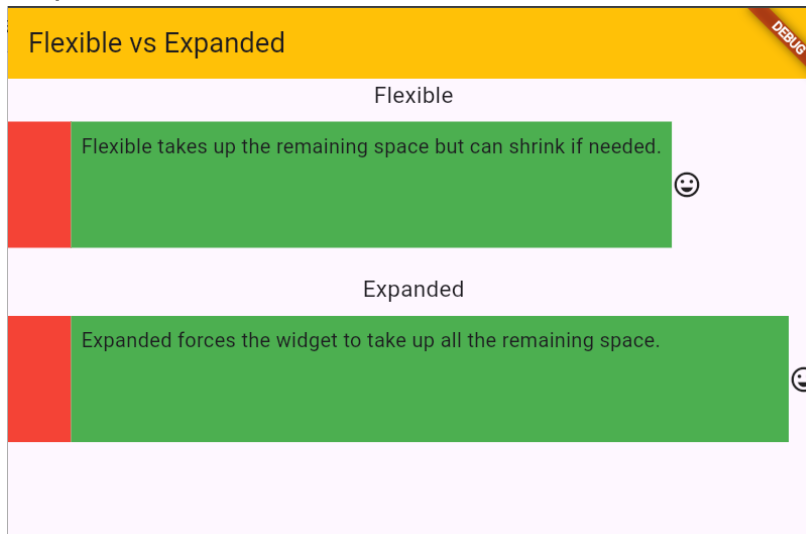 Flexible vs Expanded
DEBUG
Flexible
Flexible takes up the remaining space but can shrink if needed.
Expanded
Expanded forces the widget to take up all the remaining space.